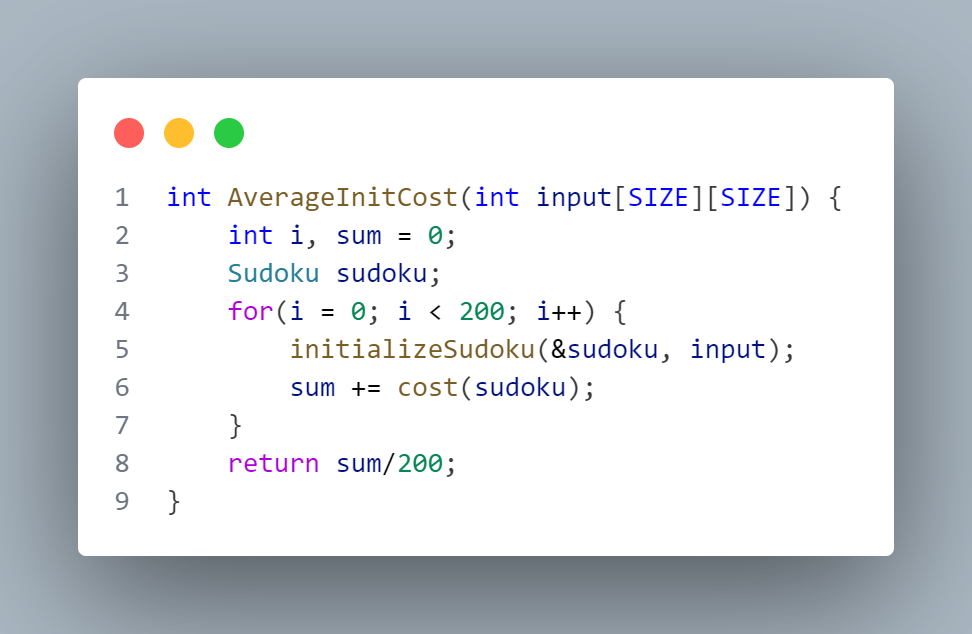 1 int AverageInitCost(int input[SIZE][SIZE]) {
2     int i, sum = 0;
3     Sudoku sudoku;
4     for(i = 0; i < 200; i++) {
5         initializeSudoku(&sudoku, input);
6         sum += cost(sudoku);
7     }
8     return sum/200;
9 }